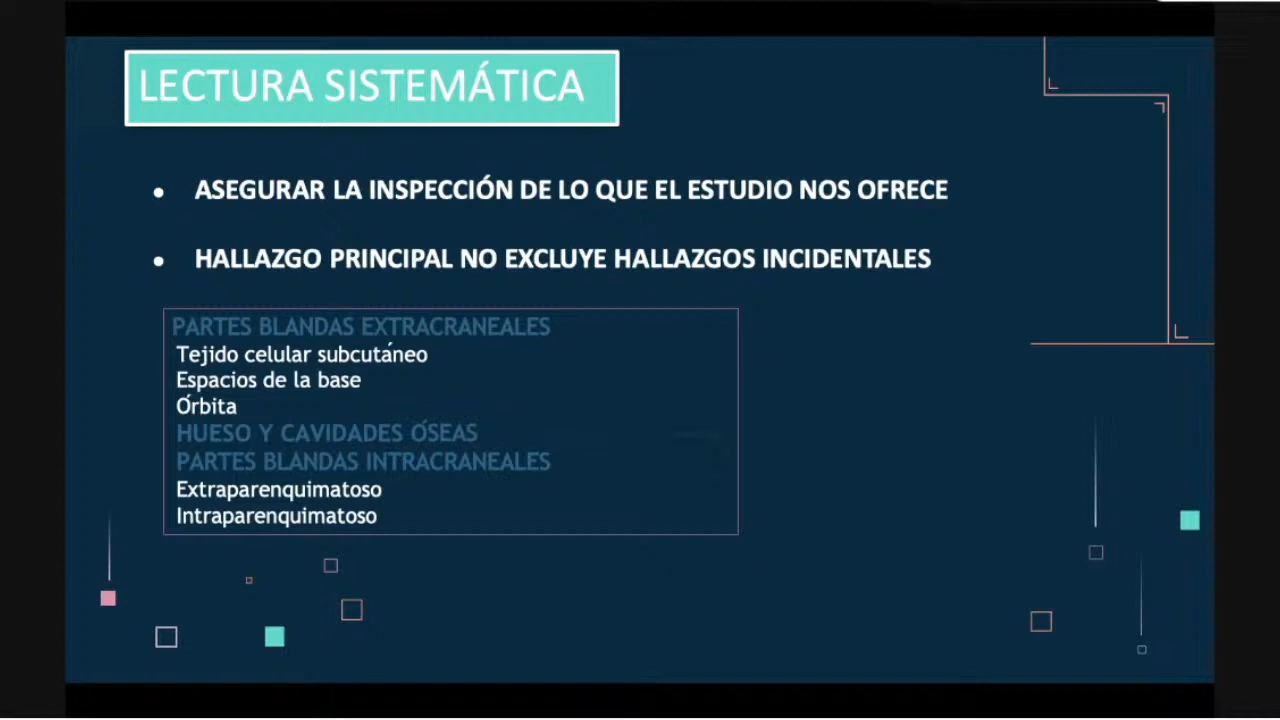 LECTURA SISTEMÁTICA
• ASEGURAR LA INSPECCIÓN DE LO QUE EL ESTUDIO NOS OFRECE
• HALLAZGO PRINCIPAL NO EXCLUYE HALLAZGOS INCIDENTALES
PARTES BLANDAS EXTRACRANEALES
Tejido celular subcutáneo
Espacios de la base
Órbita
HUESO Y CAVIDADES ÓSEAS
PARTES BLANDAS INTRACRANEALES
Extraparenquimatoso
Intraparenquimatoso